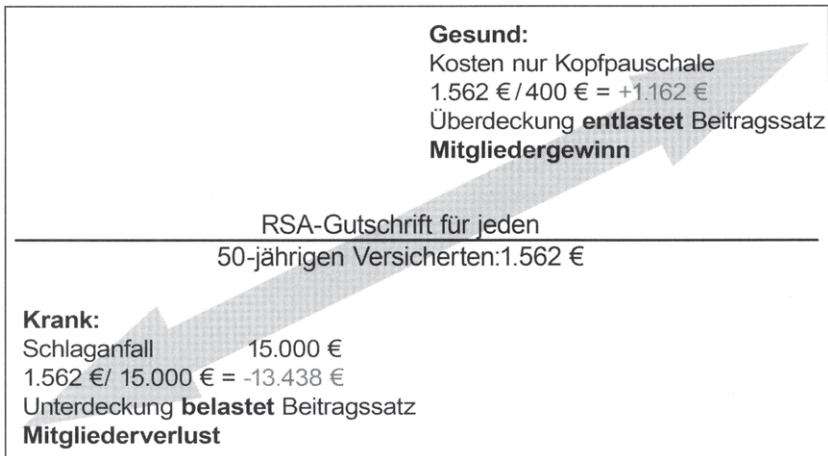 Gesund:
Kosten nur Kopfpauschale
1.562 €/400 € = +1.162 €
Überdeckung entlastet Beitragssatz
Mitgliedergewinn
RSA-Gutschrift für jeden
50-jährigen Versicherten:1.562 €
Krank:
Schlaganfall 15.000 €
1.562 €/ 15.000 € = -13.438 €
Unterdeckung belastet Beitragssatz
Mitgliederverlust